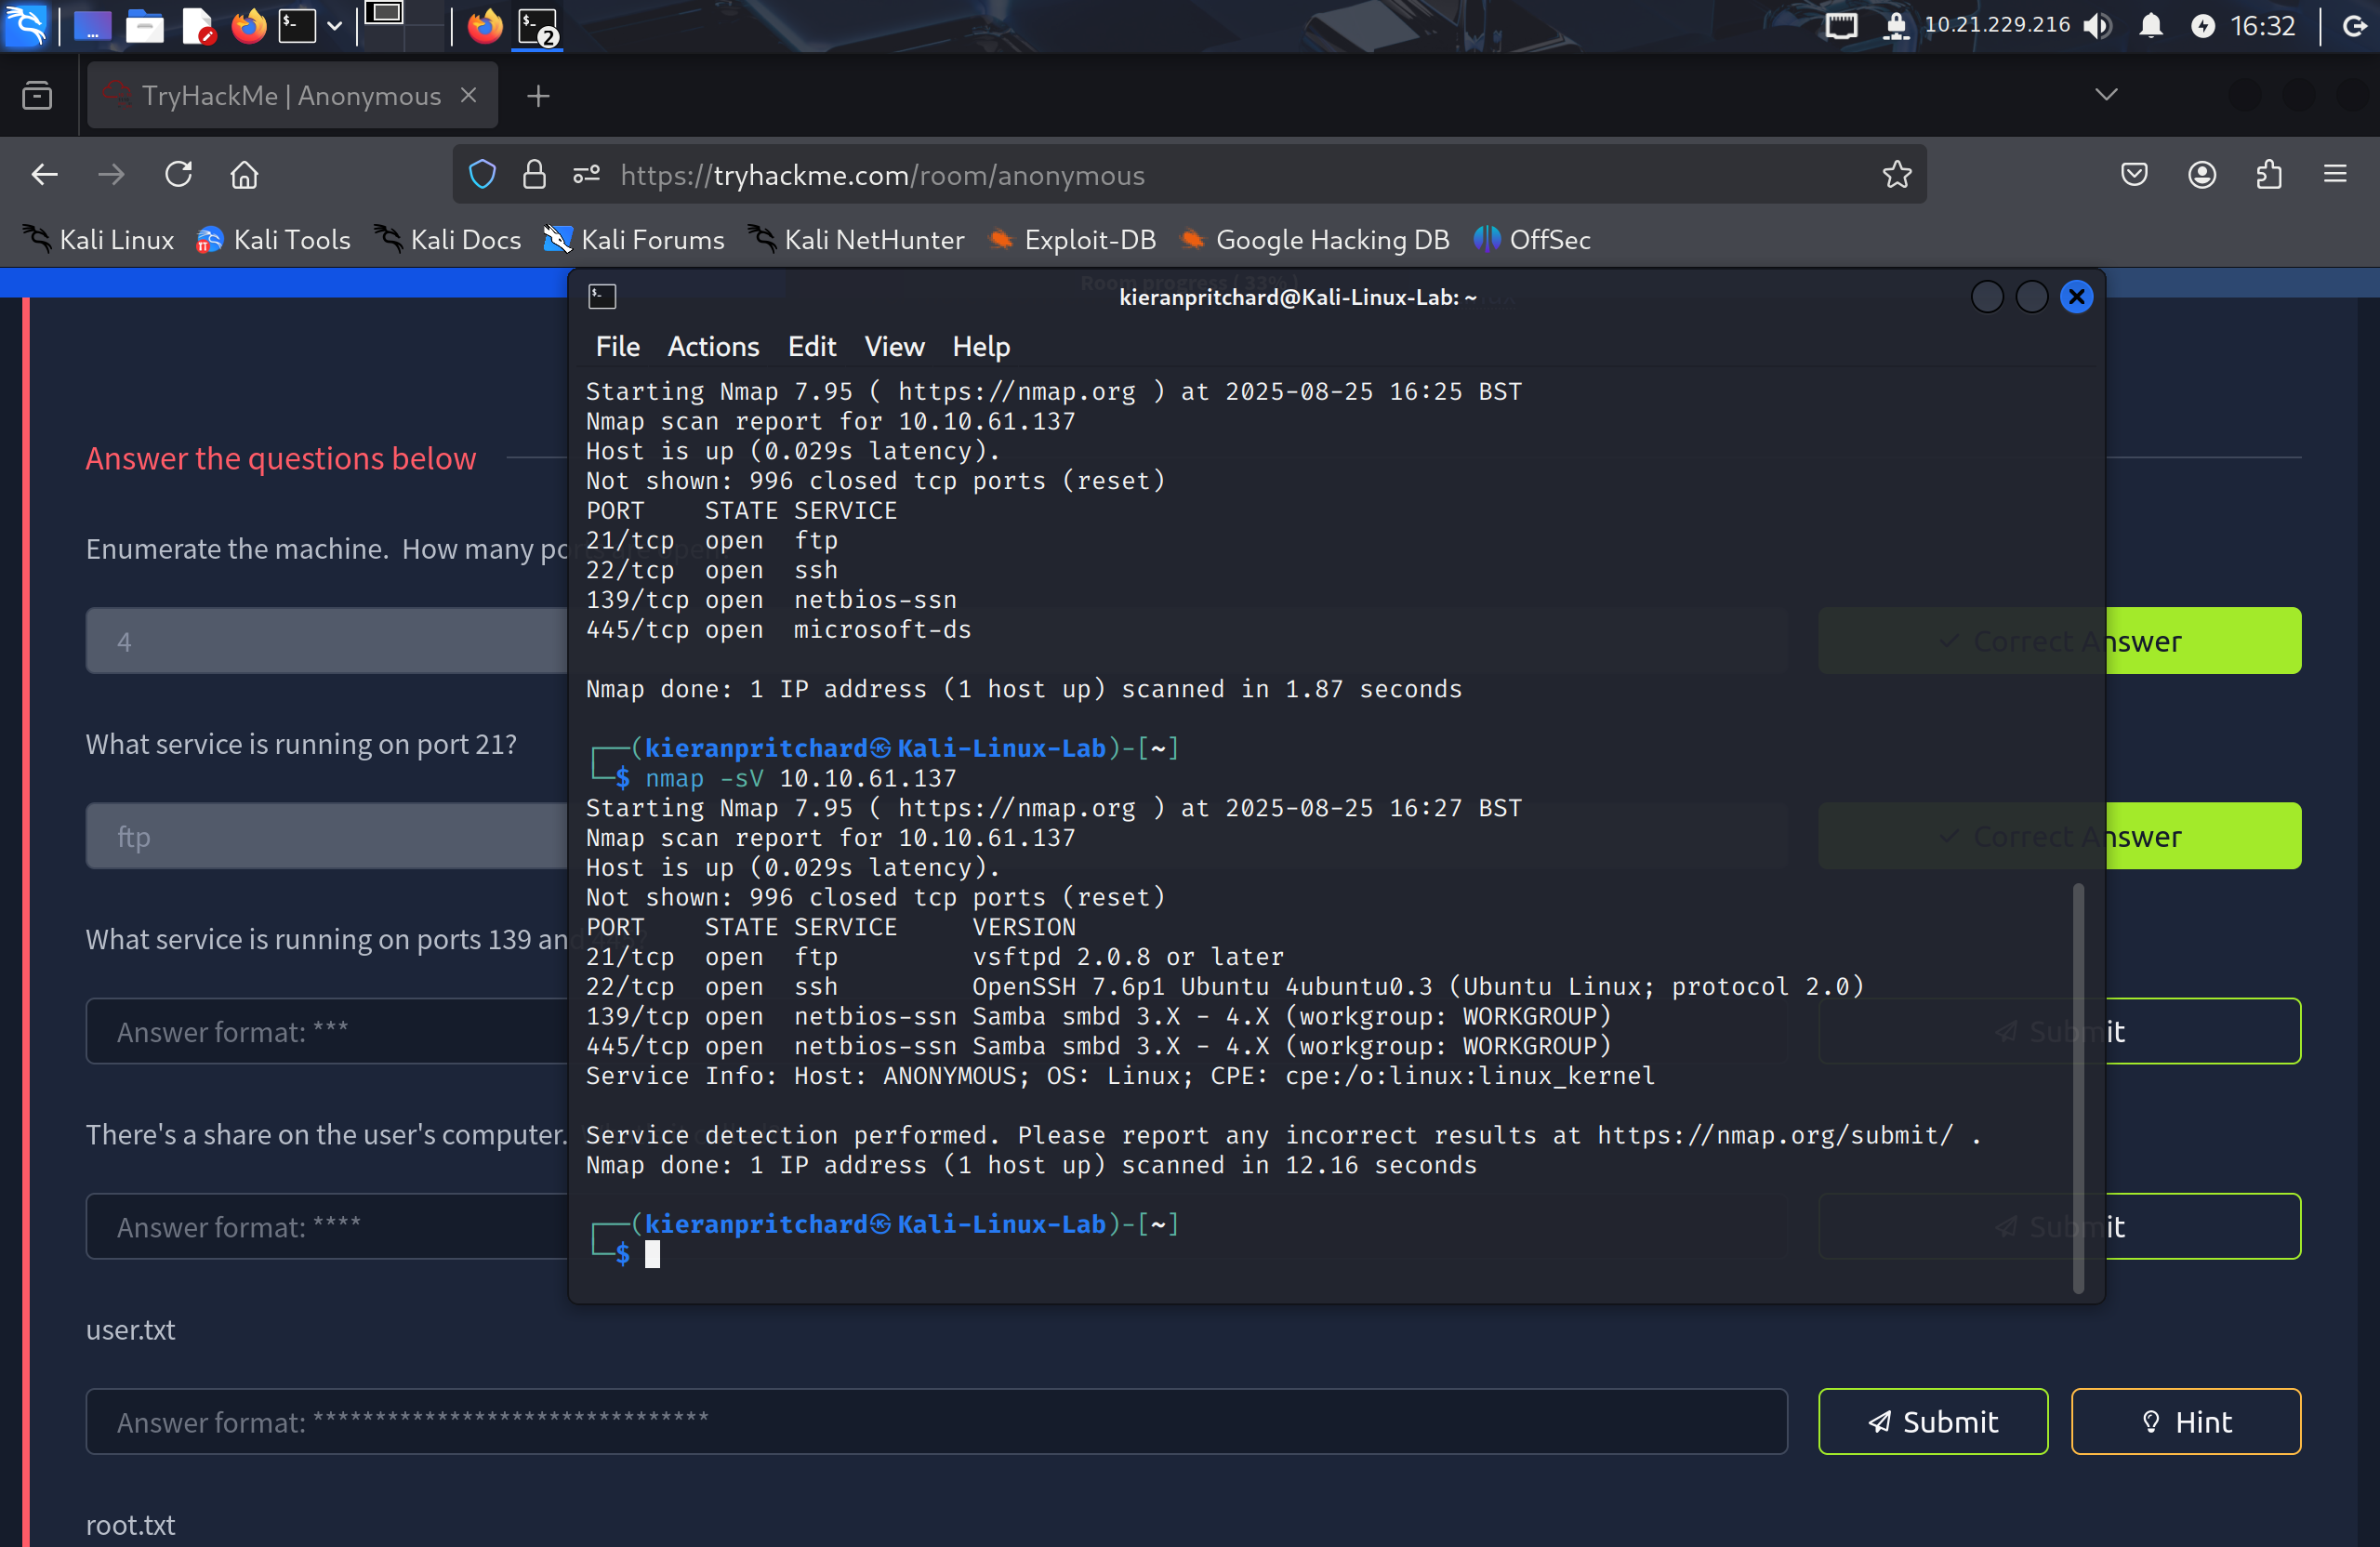 10.21.229.216
16:32
2
TryHackMe | Anonymous
https://tryhackme.com/room/anonymous
Kali Linux
Kali Tools
Kali Docs
Kali Forums
Kali NetHunter
Exploit-DB
Google Hacking DB
OffSec
Room progress ( 33% )
kieranpritchard@Kali-Linux-Lab: ~
File Actions Edit View Help
Starting Nmap 7.95 ( https://nmap.org ) at 2025-08-25 16:25 BST
Nmap scan report for 10.10.61.137
Host is up (0.029s latency).
Not shown: 996 closed tcp ports (reset)
PORT    STATE SERVICE
21/tcp  open  ftp
22/tcp  open  ssh
139/tcp open  netbios-ssn
445/tcp open  microsoft-ds
Nmap done: 1 IP address (1 host up) scanned in 1.87 seconds
┌──(kieranpritchard㉿Kali-Linux-Lab)-[~]
└─$ nmap -sV 10.10.61.137
Starting Nmap 7.95 ( https://nmap.org ) at 2025-08-25 16:27 BST
Nmap scan report for 10.10.61.137
Host is up (0.029s latency).
Not shown: 996 closed tcp ports (reset)
PORT    STATE SERVICE     VERSION
21/tcp  open  ftp         vsftpd 2.0.8 or later
22/tcp  open  ssh         OpenSSH 7.6p1 Ubuntu 4ubuntu0.3 (Ubuntu Linux; protocol 2.0)
139/tcp open  netbios-ssn Samba smbd 3.X - 4.X (workgroup: WORKGROUP)
445/tcp open  netbios-ssn Samba smbd 3.X - 4.X (workgroup: WORKGROUP)
Service Info: Host: ANONYMOUS; OS: Linux; CPE: cpe:/o:linux:linux_kernel
Service detection performed. Please report any incorrect results at https://nmap.org/submit/ .
Nmap done: 1 IP address (1 host up) scanned in 12.16 seconds
┌──(kieranpritchard㉿Kali-Linux-Lab)-[~]
└─$
Answer the questions below
Enumerate the machine.  How many ports are open?
4
Correct Answer
What service is running on port 21?
ftp
Correct Answer
What service is running on ports 139 and
Answer format: ***
Submit
There's a share on the user's computer.
Answer format: ****
Submit
user.txt
Answer format: ********************************
Submit
Hint
root.txt